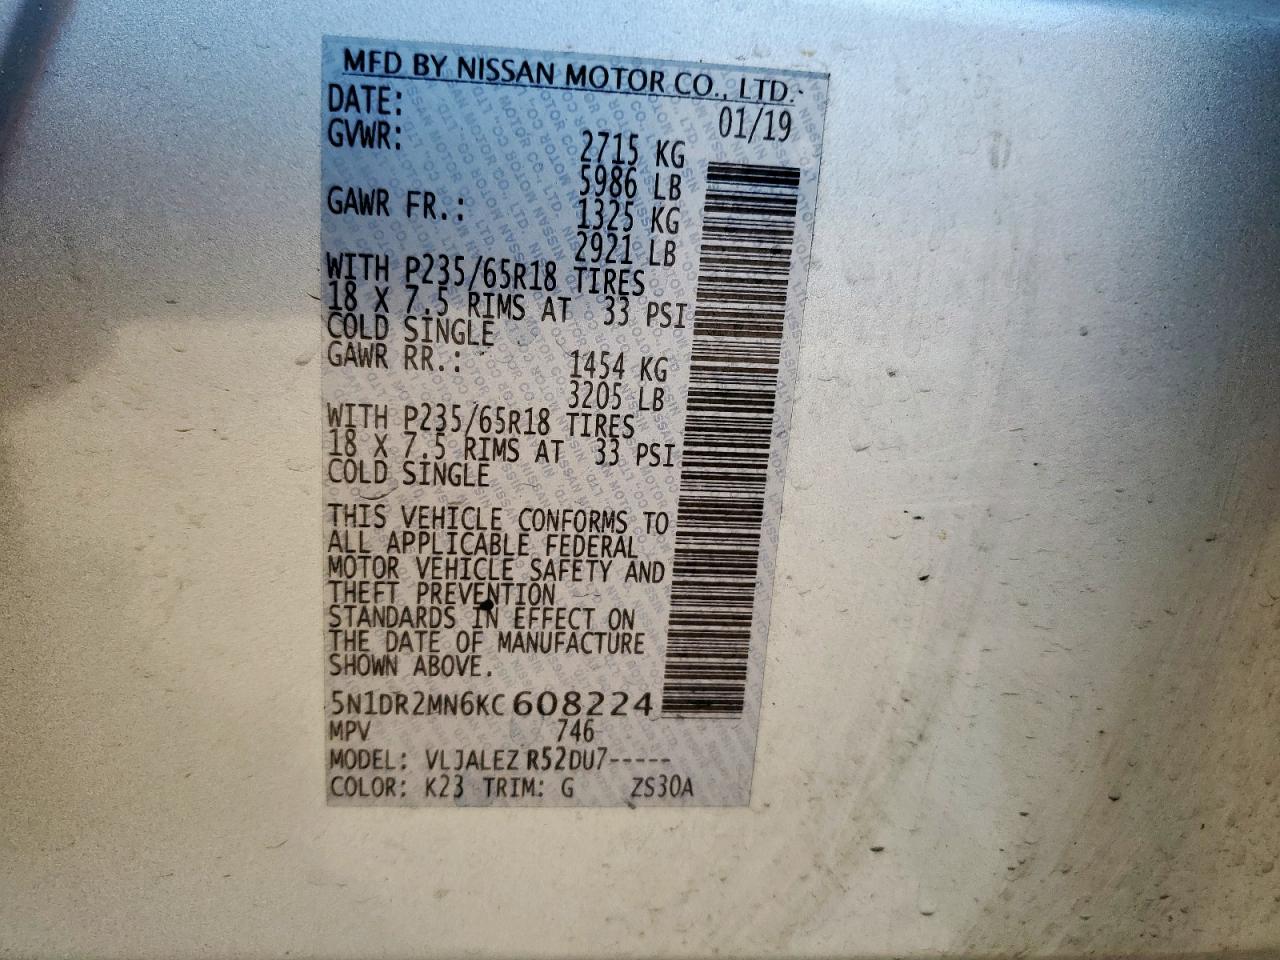 MFD BY NISSAN MOTOR CO., LTD.
DATE: 01/19
GVWR: 2715 KG
5986 LB
GAWR FR.: 1325 KG
2921 LB
WITH P235/65R18 TIRES
18 X 7.5 RIMS AT 33 PSI
COLD SINGLE
GAWR RR.: 1454 KG
3205 LB
WITH P235/65R18 TIRES
18 X 7.5 RIMS AT 33 PSI
COLD SINGLE
THIS VEHICLE CONFORMS TO
ALL APPLICABLE FEDERAL
MOTOR VEHICLE SAFETY AND
THEFT PREVENTION
STANDARDS IN EFFECT ON
THE DATE OF MANUFACTURE
SHOWN ABOVE.
5N1DR2MN6KC608224
MPV 746
MODEL: VLJALEZ R52DU7-----
COLOR: K23 TRIM: G ZS30A